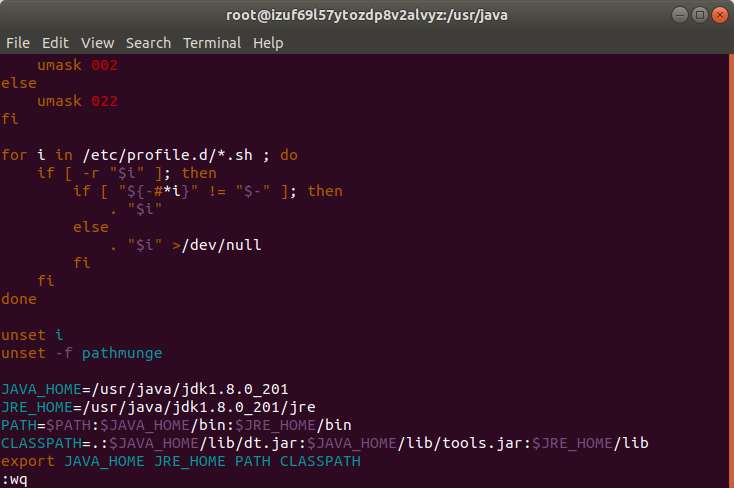 root@izuf69l57ytozdp8v2alvyz:/usr/java
File Edit View Search Terminal Help
    umask 002
else
    umask 022
fi

for i in /etc/profile.d/*.sh ; do
    if [ -r "$i" ]; then
        if [ "${-#*i}" != "$-" ]; then
            . "$i"
        else
            . "$i" >/dev/null
        fi
    fi
done

unset i
unset -f pathmunge

JAVA_HOME=/usr/java/jdk1.8.0_201
JRE_HOME=/usr/java/jdk1.8.0_201/jre
PATH=$PATH:$JAVA_HOME/bin:$JRE_HOME/bin
CLASSPATH=.:$JAVA_HOME/lib/dt.jar:$JAVA_HOME/lib/tools.jar:$JRE_HOME/lib
export JAVA_HOME JRE_HOME PATH CLASSPATH
:wq